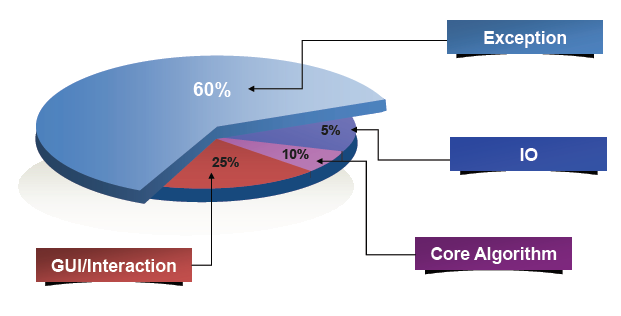 Exception
60%
5%
IO
10%
25%
Core Algorithm
GUI/Interaction